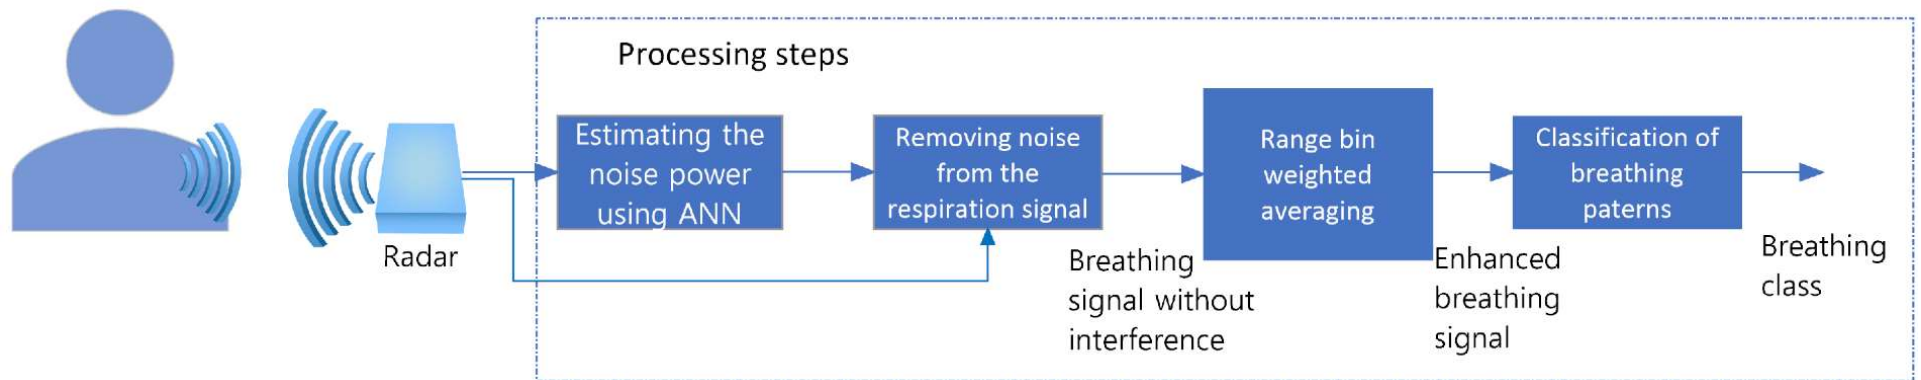 Processing steps
Estimating the
noise power
using ANN
Removing noise
from the
respiration signal
Range bin
weighted
averaging
Classification of
breathing
paterns
Radar
Breathing
signal without
interference
Enhanced
breathing
signal
Breathing
class